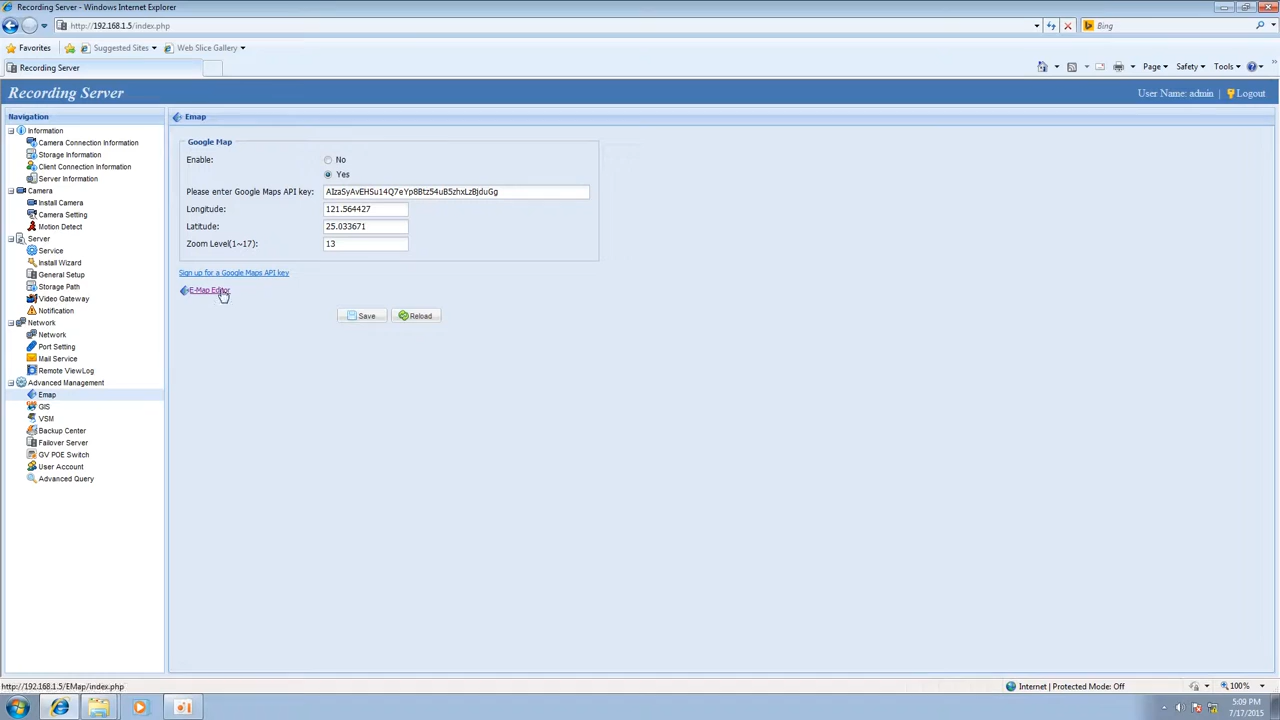 Recording Server - Windows Internet Explorer
http://192.168.1.5/index.php
Bing
Favorites
Suggested Sites
Web Slice Gallery
Recording Server
Page
Safety
Tools
Recording Server
User Name: admin | Logout
Navigation
Information
Camera Connection Information
Storage Information
Client Connection Information
Server Information
Camera
Install Camera
Camera Setting
Motion Detect
Server
Service
Install Wizard
General Setup
Storage Path
Video Gateway
Notification
Network
Network
Port Setting
Mail Service
Remote ViewLog
Advanced Management
Emap
GIS
VSM
Backup Center
Failover Server
GV POE Switch
User Account
Advanced Query
Emap
Google Map
Enable:
No
Yes
Please enter Google Maps API key: AIzaSyAvEHSu14Q7eYp8Btz54uB5zhxLzBjduGg
Longitude: 121.564427
Latitude: 25.033671
Zoom Level(1~17): 13
Sign up for a Google Maps API key
E-Map Editor
Save
Reload
http://192.168.1.5/EMap/index.php
Internet | Protected Mode: Off
100%
5:09 PM
7/17/2015